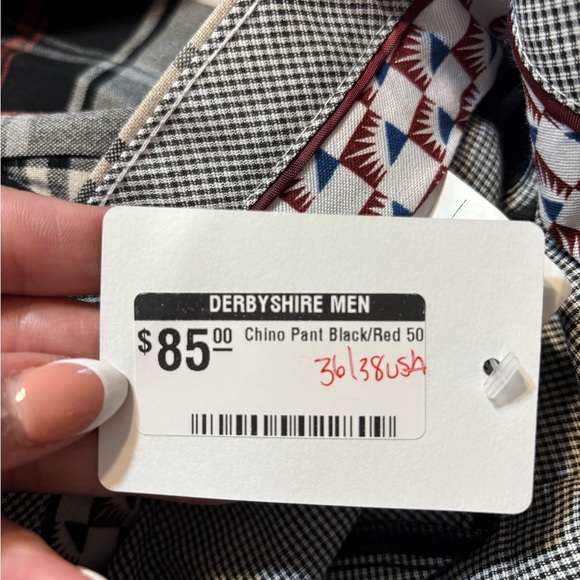 DERBYSHIRE MEN
$85.00 Chino Pant Black/Red 50
36/38USA